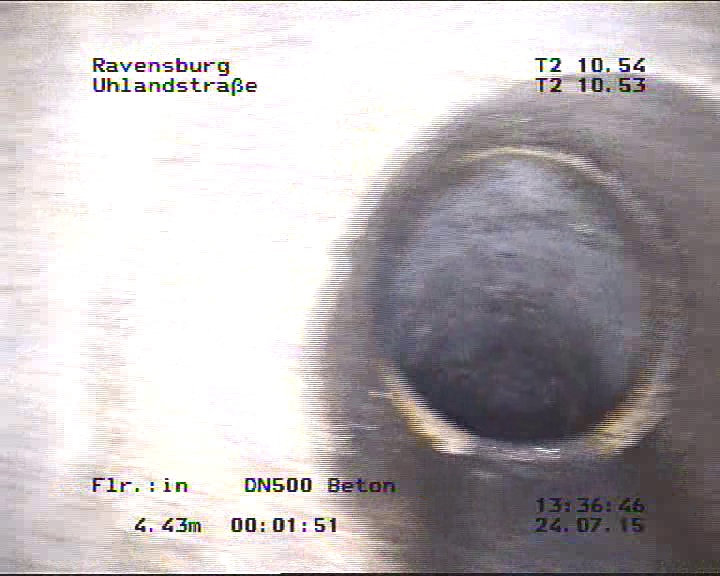 Ravensburg
Uhlandstraße
T2 10.54
T2 10.53
Flr.:in DN500 Beton
4.43m 00:01:51
13:36:46
24.07.15